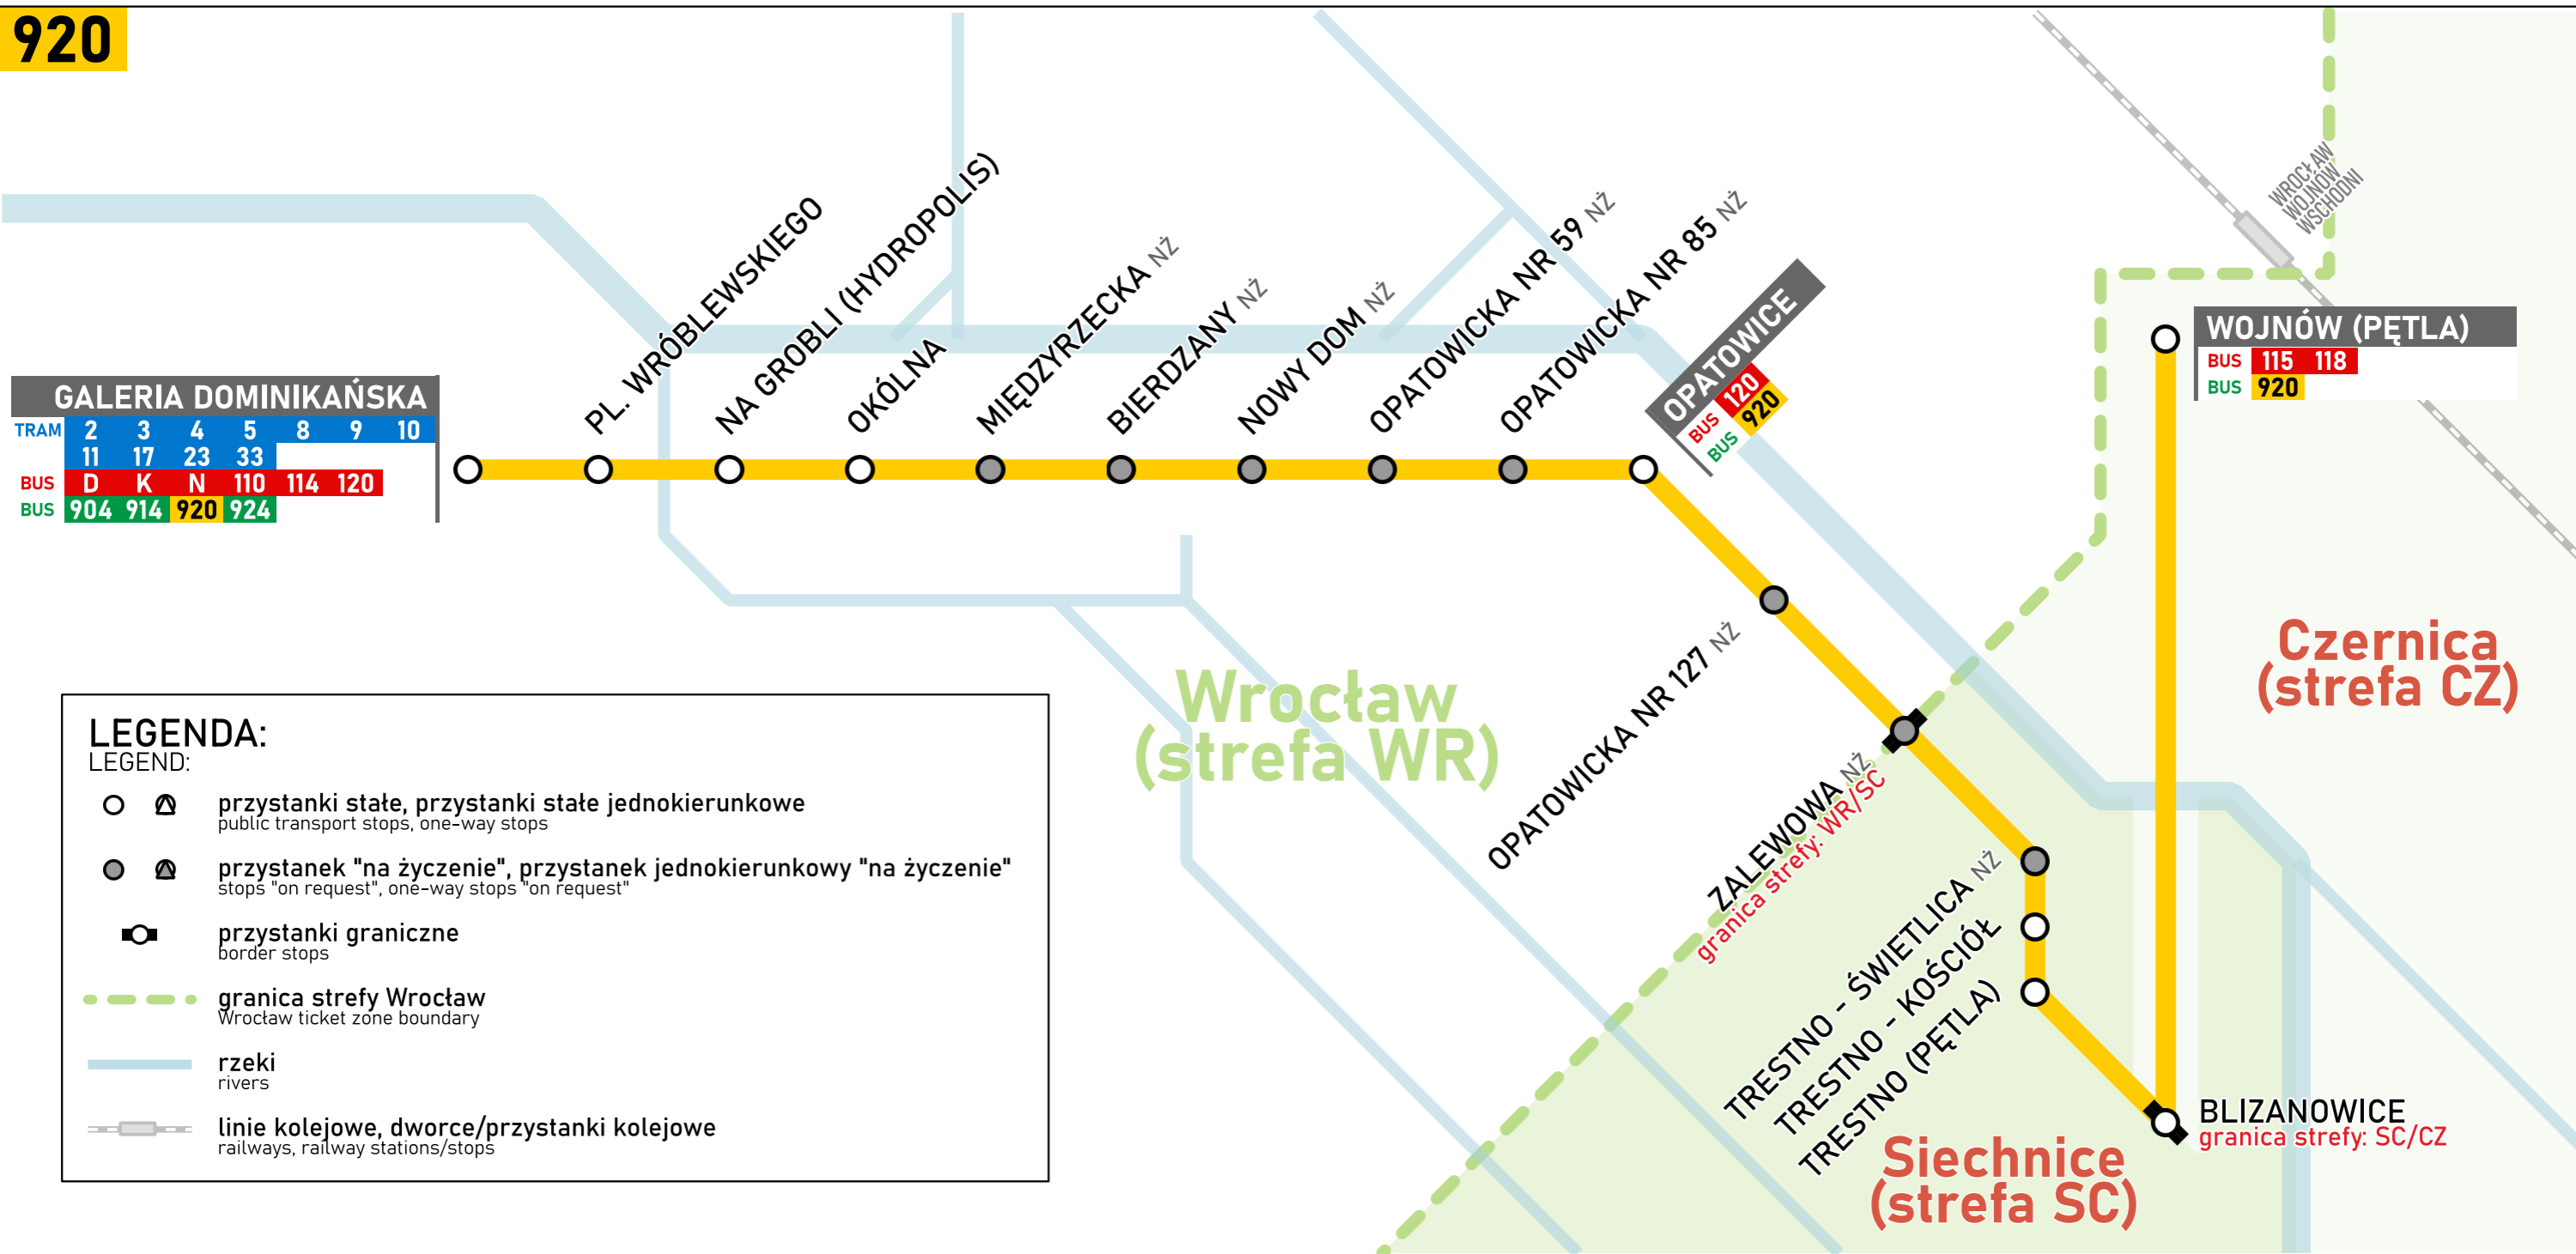 920
GALERIA DOMINIKAŃSKA
TRAM 2 3 4 5 8 9 10
11 17 23 33
BUS D K N 110 114 120
BUS 904 914 920 924
PL. WRÓBLEWSKIEGO
NA GROBLI (HYDROPOLIS)
OKÓLNA
MIĘDZYRZECKA NŻ
BIERDZANY NŻ
NOWY DOM NŻ
OPATOWICKA NR 59 NŻ
OPATOWICKA NR 85 NŻ
OPATOWICE
BUS 120
BUS 920
OPATOWICKA NR 127 NŻ
ZALEWOWA NŻ
granica strefy: WR/SC
TRESTNO - ŚWIETLICA NŻ
TRESTNO - KOŚCIÓŁ
TRESTNO (PĘTLA)
BLIZANOWICE
granica strefy: SC/CZ
WOJNÓW (PĘTLA)
BUS 115 118
BUS 920
WROCŁAW
WOJNÓW
WSCHODNI
Wrocław
(strefa WR)
Czernica
(strefa CZ)
Siechnice
(strefa SC)
LEGENDA:
LEGEND:
przystanki stałe, przystanki stałe jednokierunkowe
public transport stops, one-way stops
przystanek "na życzenie", przystanek jednokierunkowy "na życzenie"
stops "on request", one-way stops "on request"
przystanki graniczne
border stops
granica strefy Wrocław
Wrocław ticket zone boundary
rzeki
rivers
linie kolejowe, dworce/przystanki kolejowe
railways, railway stations/stops